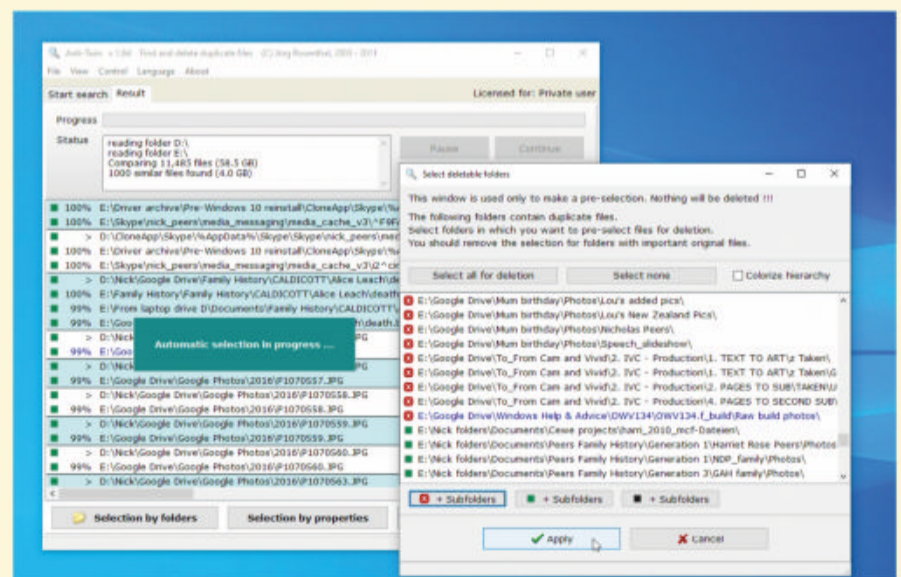 Anti-Twin v 1.8d Find and delete duplicate files (C) Jörg Rosenthal, 2005 - 2011
File View Control Language About
Start search Result
Licensed for: Private user
Progress
Status
reading folder D:\
reading folder E:\
Comparing 11,485 files (58.5 GB)
1000 similar files found (4.0 GB)
Pause Continue
100% E:\Driver archive\Pre-Windows 10 reinstall\CloneApp\Skype\%
100% E:\Skype\nick_peers\media_messaging\media_cache_v3\
> D:\CloneApp\Skype\%AppData%\Skype\Skype\nick_peers\
100% E:\Driver archive\Pre-Windows 10 reinstall\CloneApp\Skype\%
100% E:\Skype\nick_peers\media_messaging\media_cache_v3\
> D:\Nick\Google Drive\Family History\CALDICOTT\Alice Leach\de
100% E:\Family History\Family History\CALDICOTT\Alice Leach\death
99% E:\From laptop drive D\Documents\Family History\CALDICOTT\
99% E:\Goo h\death.
> D:\Nick PG
99% E:\Goo
> D:\Nick PG
Automatic selection in progress ...
99% E:\Google Drive\Google Photos\2016\P1070557.JPG
> D:\Nick\Google Drive\Google Photos\2016\P1070558.JPG
99% E:\Google Drive\Google Photos\2016\P1070558.JPG
> D:\Nick\Google Drive\Google Photos\2016\P1070559.JPG
99% E:\Google Drive\Google Photos\2016\P1070559.JPG
> D:\Nick\Google Drive\Google Photos\2016\P1070560.JPG
99% E:\Google Drive\Google Photos\2016\P1070560.JPG
> D:\Nick\Google Drive\Google Photos\2016\P1070563.JPG
Selection by folders Selection by properties
Select deletable folders
This window is used only to make a pre-selection. Nothing will be deleted !!!
The following folders contain duplicate files.
Select folders in which you want to pre-select files for deletion.
You should remove the selection for folders with important original files.
Select all for deletion Select none Colorize hierarchy
E:\Google Drive\Mum birthday\Photos\Lou's added pics\
E:\Google Drive\Mum birthday\Photos\Lou's New Zealand Pics\
E:\Google Drive\Mum birthday\Photos\Nicholas Peers\
E:\Google Drive\Mum birthday\Photos\Speech_slideshow\
E:\Google Drive\To_From Cam and Vivid\2. IVC - Production\1. TEXT TO ART\z Taken\
E:\Google Drive\To_From Cam and Vivid\2. IVC - Production\1. TEXT TO ART\z Taken\G
E:\Google Drive\To_From Cam and Vivid\2. IVC - Production\2. PAGES TO SUB\TAKEN\U
E:\Google Drive\To_From Cam and Vivid\2. IVC - Production\4. PAGES TO SECOND SUB
E:\Google Drive\Windows Help & Advice\OWV134\OWV134.f_build\Raw build photos\
E:\Nick folders\Documents\Cewe projects\harri_2010_mcf-Dateien\
E:\Nick folders\Documents\Peers Family History\Generation 1\Harriet Rose Peers\Photos
E:\Nick folders\Documents\Peers Family History\Generation 1\NDP_family\Photos\
E:\Nick folders\Documents\Peers Family History\Generation 3\GAH family\Photos\
+ Subfolders + Subfolders + Subfolders
Apply Cancel